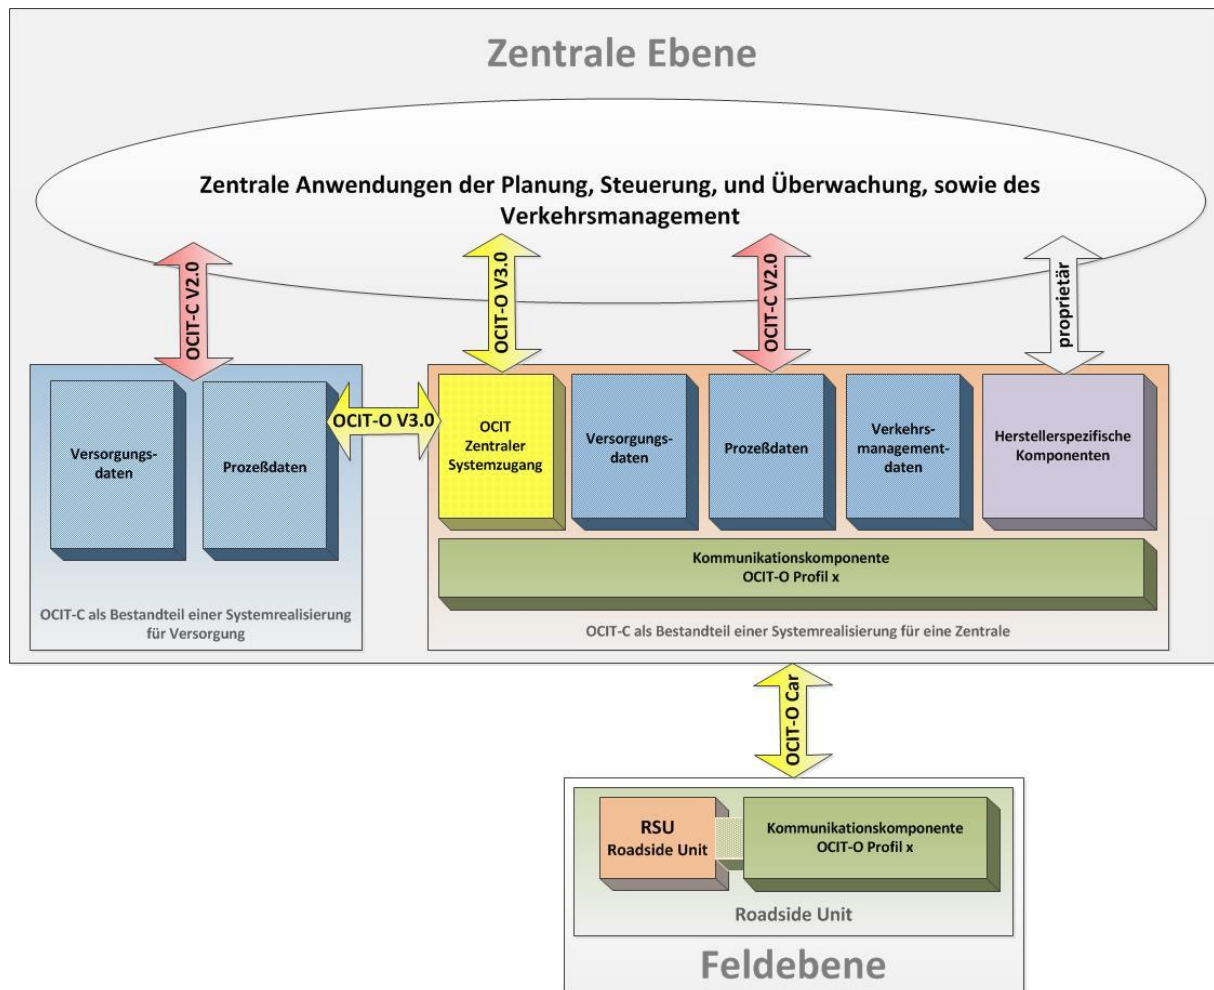 Zentrale Ebene
Zentrale Anwendungen der Planung, Steuerung, und Überwachung, sowie des
Verkehrsmanagement
OCIT-C V2.0
OCIT-O V3.0
OCIT-C V2.0
proprietär
Versorgungs-
daten
Prozeßdaten
OCIT-O V3.0
OCIT
Zentraler
Systemzugang
Versorgungs-
daten
Prozeßdaten
Verkehrs-
management-
daten
Herstellerspezifische
Komponenten
Kommunikationskomponente
OCIT-O Profil x
OCIT-C als Bestandteil einer Systemrealisierung
für Versorgung
OCIT-C als Bestandteil einer Systemrealisierung für eine Zentrale
OCIT-O Car
RSU
Roadside Unit
Kommunikationskomponente
OCIT-O Profil x
Roadside Unit
Feldebene